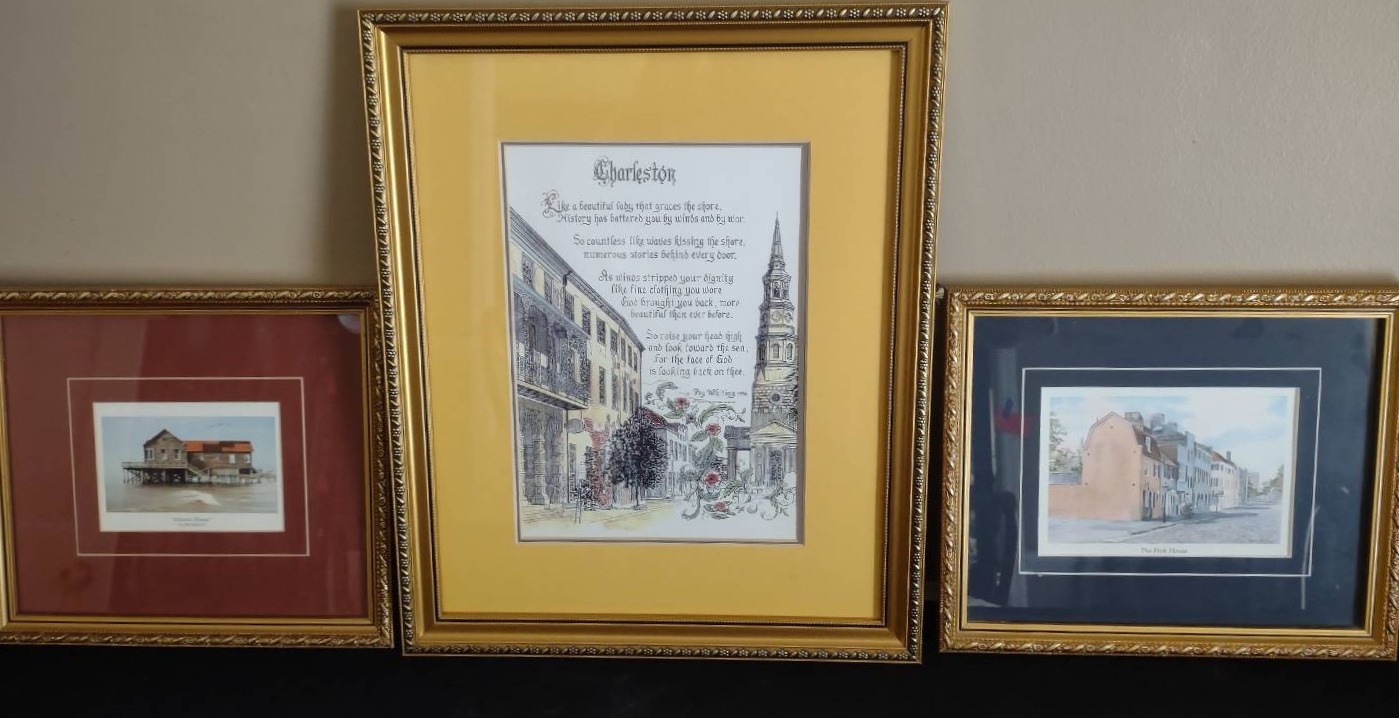 Charleston
Like a beautiful lady that graces the shore,
History has battered you by winds and by war.
So countless like waves kissing the shore,
numerous stories behind every door.
As winds stripped your dignity
like fine clothing you wore
God brought you back, more
beautiful than ever before.
So raise your head high
and look toward the sea,
For the face of God
is looking back on thee.
Peg
The Pink House